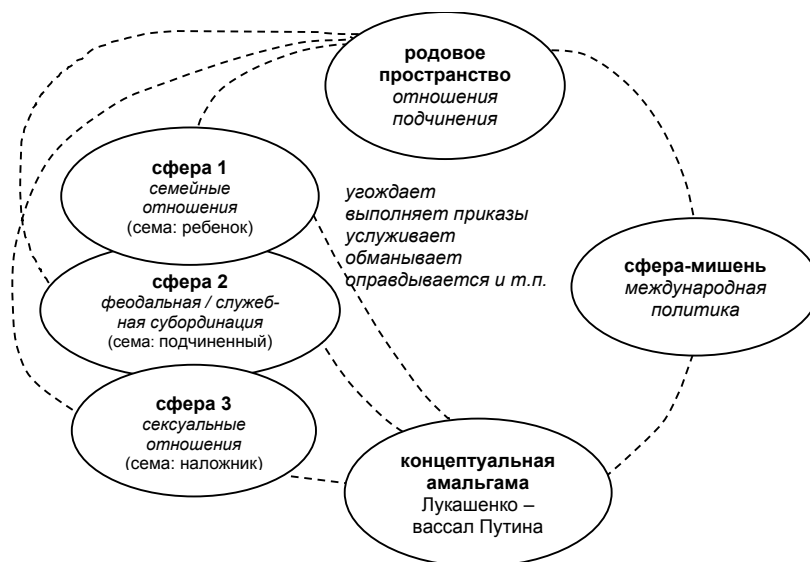 родовое
пространство
отношения
подчинения
сфера 1
семейные
отношения
(сема: ребенок)
угождает
выполняет приказы
услуживает
обманывает
оправдывается и т.п.
сфера 2
феодальная / служеб-
ная субординация
(сема: подчиненный)
сфера-мишень
международная
политика
сфера 3
сексуальные
отношения
(сема: наложник)
концептуальная
амальгама
Лукашенко –
вассал Путина